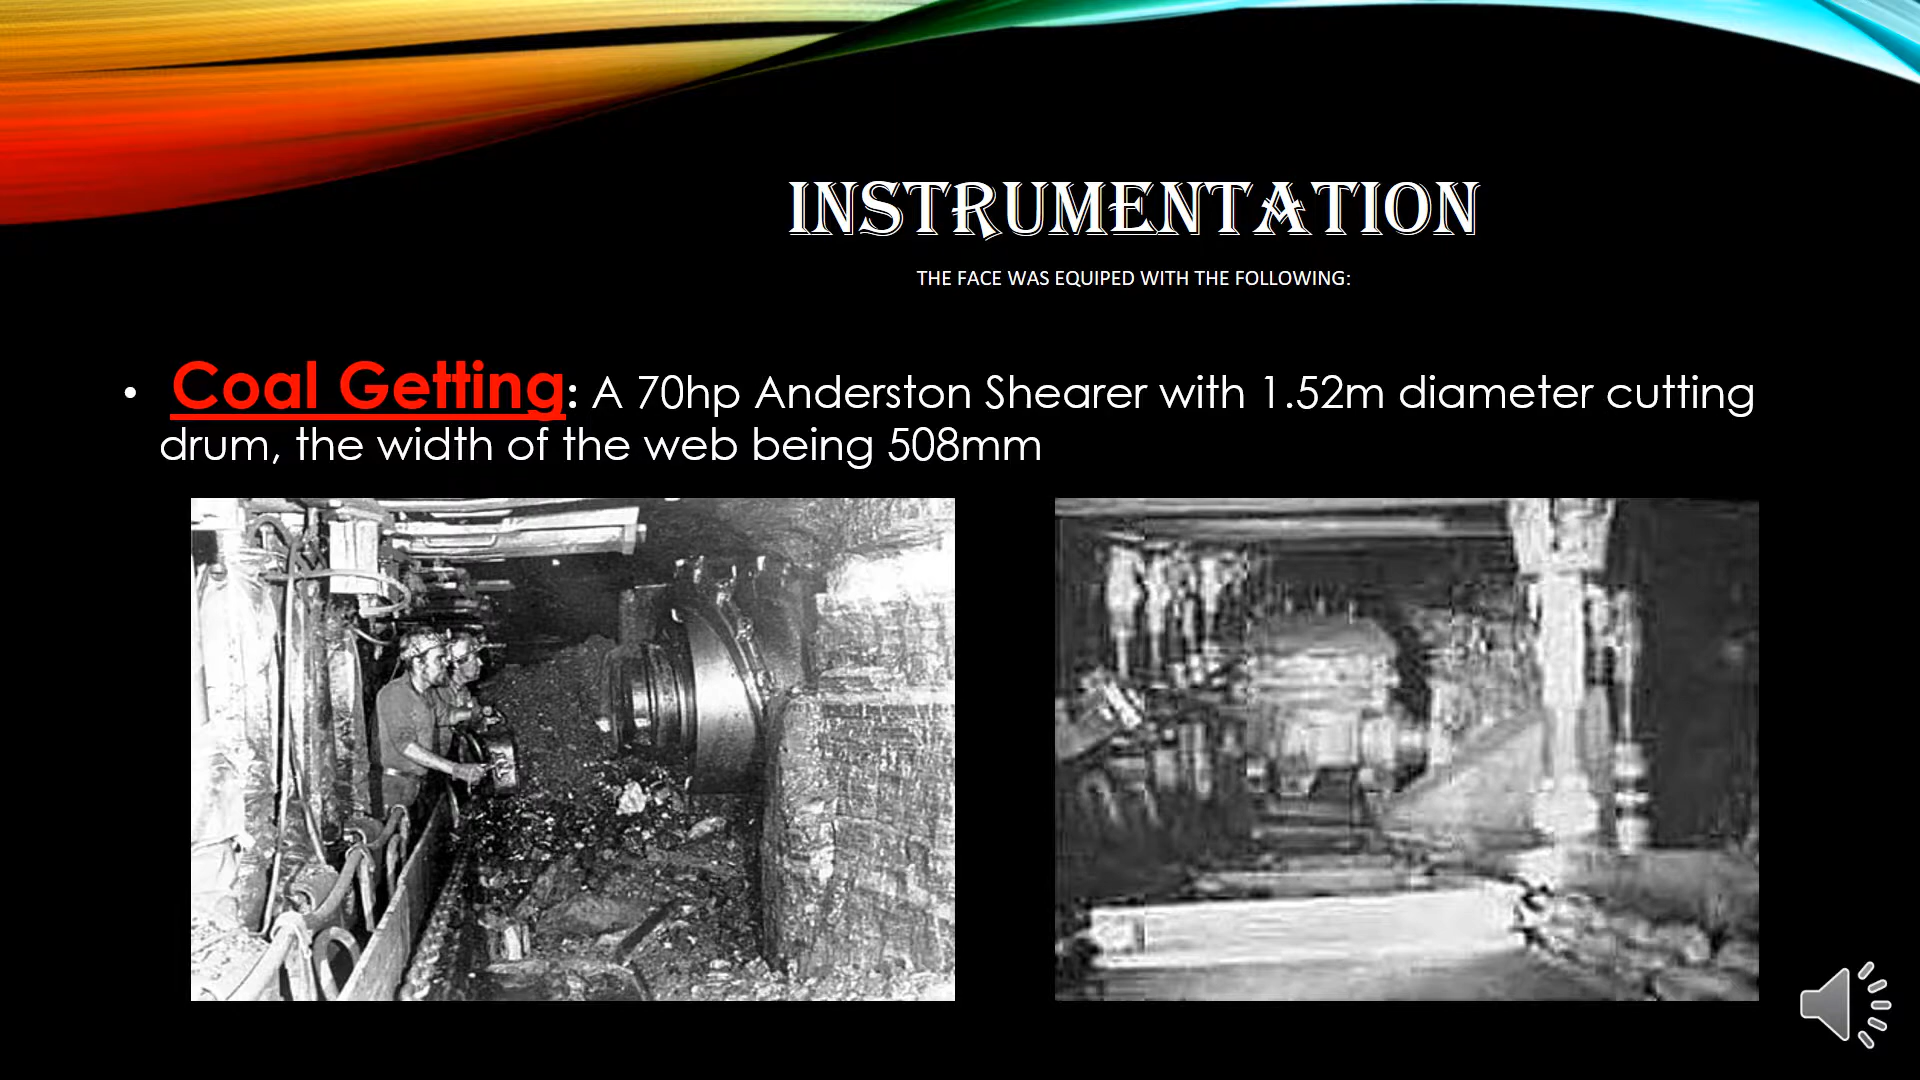 INSTRUMENTATION
THE FACE WAS EQUIPED WITH THE FOLLOWING:
• Coal Getting: A 70hp Anderston Shearer with 1.52m diameter cutting
drum, the width of the web being 508mm